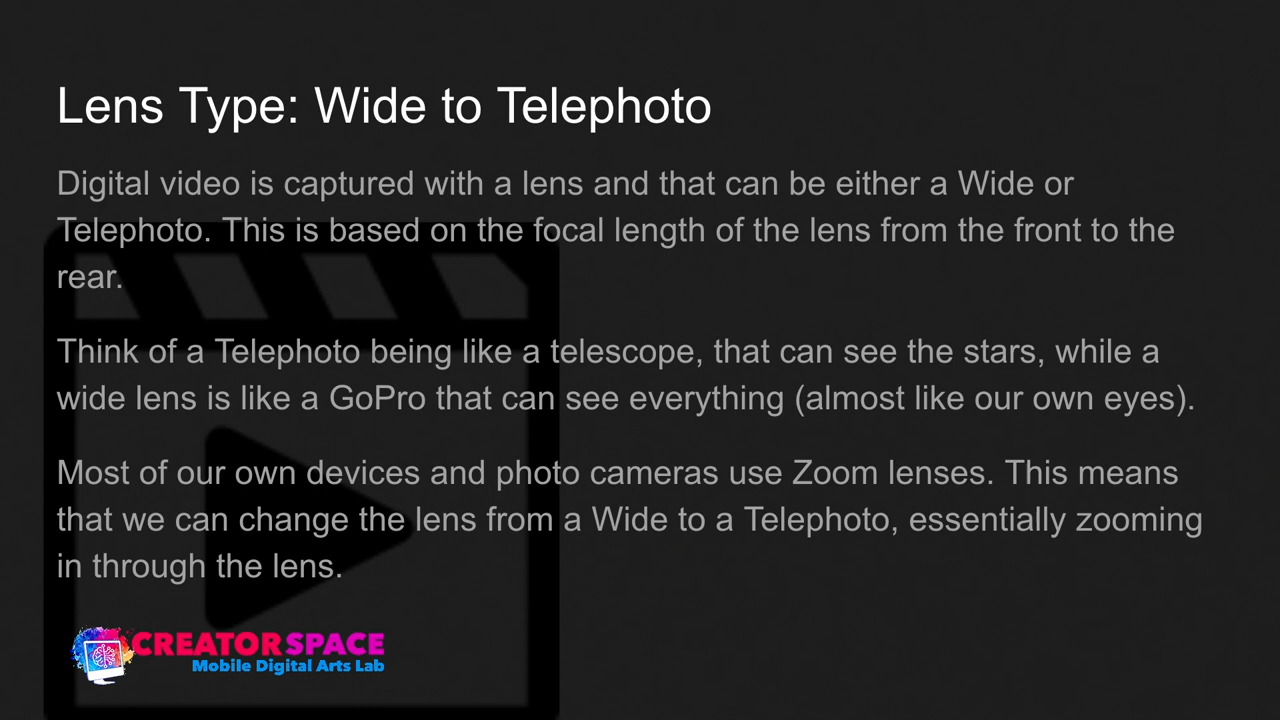 Lens Type: Wide to Telephoto
Digital video is captured with a lens and that can be either a Wide or
Telephoto. This is based on the focal length of the lens from the front to the
rear.
Think of a Telephoto being like a telescope, that can see the stars, while a
wide lens is like a GoPro that can see everything (almost like our own eyes).
Most of our own devices and photo cameras use Zoom lenses. This means
that we can change the lens from a Wide to a Telephoto, essentially zooming
in through the lens.
CREATORSPACE
Mobile Digital Arts Lab